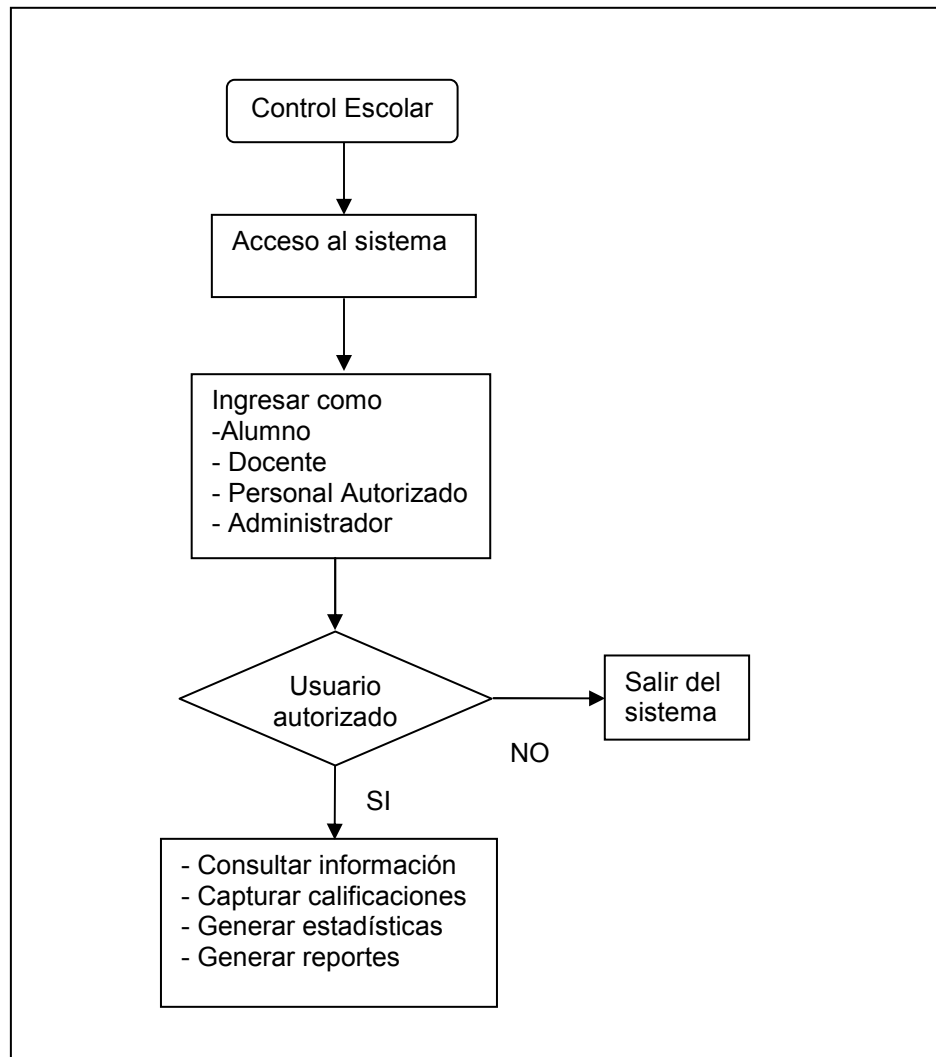 Control Escolar
Acceso al sistema
Ingresar como
-Alumno
- Docente
- Personal Autorizado
- Administrador
Usuario
autorizado
Salir del
sistema
NO
SI
- Consultar información
- Capturar calificaciones
- Generar estadísticas
- Generar reportes